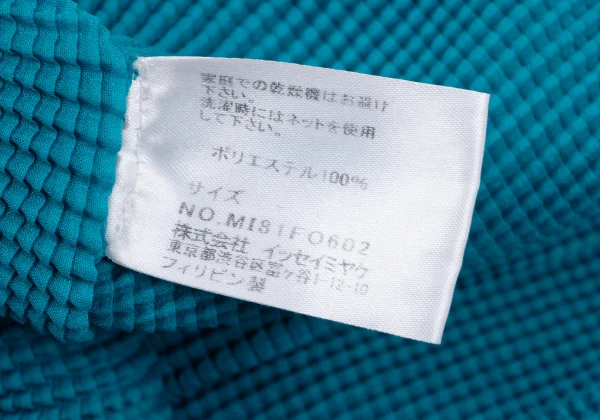 家庭での乾燥機はお避け
下さい。
洗濯時にはネットを使用
して下さい。
ポリエステル100%
サイズ
NO.MI81FO602
株式会社 イッセイミヤケ
東京都渋谷区富ケ谷1-12-10
フィリピン製